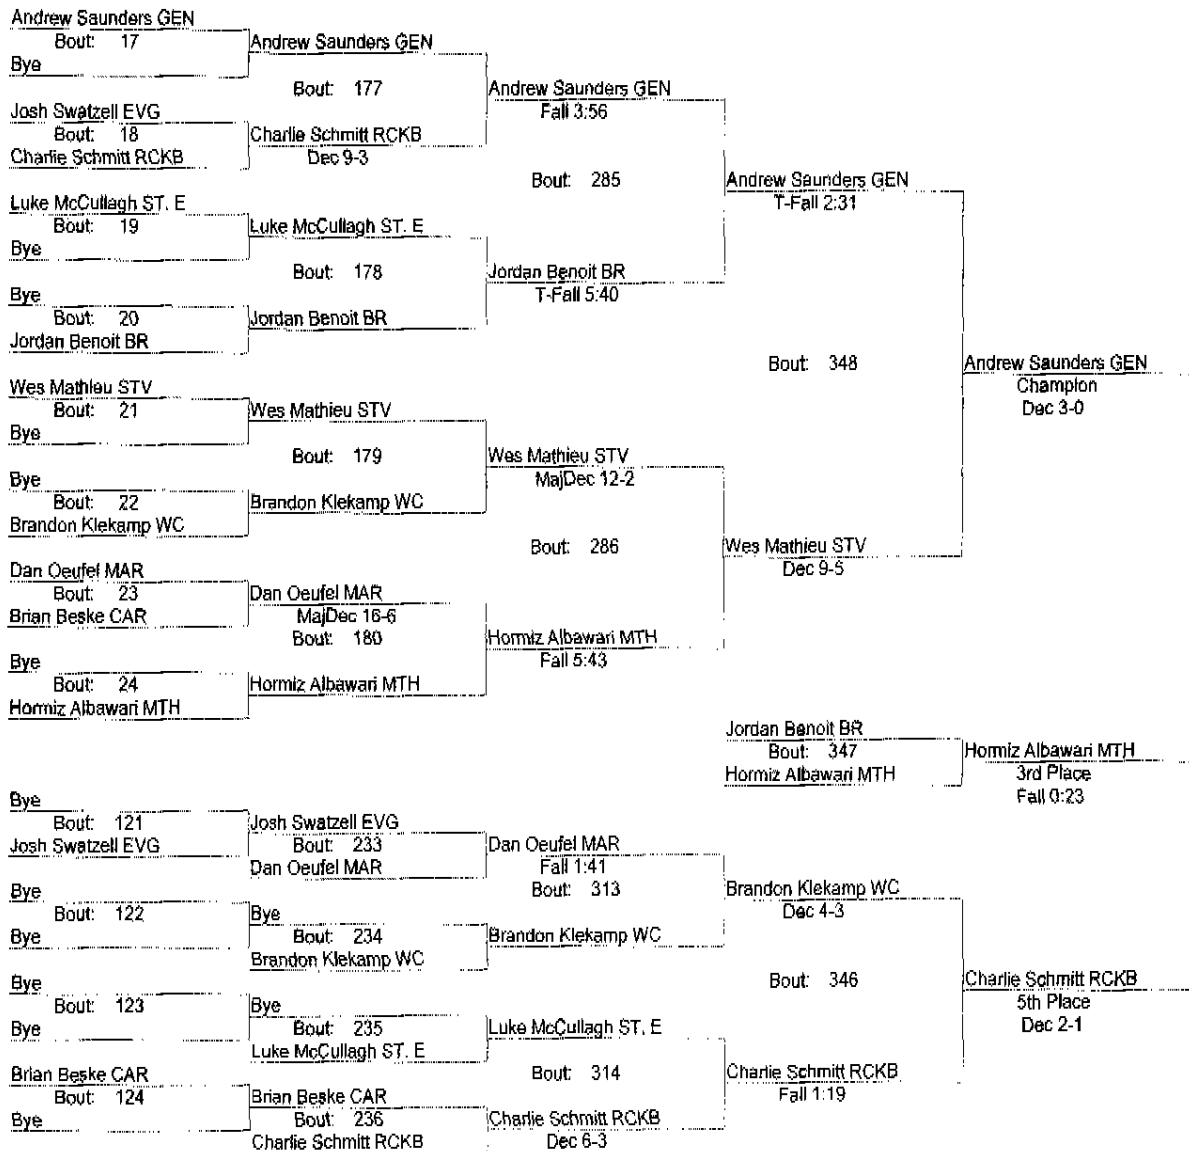 Andrew Saunders GEN
Bout: 17
Bye
Andrew Saunders GEN
Bout: 177
Josh Swatzell EVG
Bout: 18
Charlie Schmitt RCKB
Charlie Schmitt RCKB
Dec 9-3
Andrew Saunders GEN
Fall 3:56
Bout: 285
Luke McCullagh ST. E
Bout: 19
Bye
Luke McCullagh ST. E
Bout: 178
Bye
Bout: 20
Jordan Benoit BR
Jordan Benoit BR
Jordan Benoit BR
T-Fall 5:40
Andrew Saunders GEN
T-Fall 2:31
Bout: 348
Andrew Saunders GEN
Champion
Dec 3-0
Wes Mathieu STV
Bout: 21
Bye
Wes Mathieu STV
Bout: 179
Bye
Bout: 22
Brandon Klekamp WC
Brandon Klekamp WC
Wes Mathieu STV
MajDec 12-2
Bout: 286
Wes Mathieu STV
Dec 9-5
Dan Oeufel MAR
Bout: 23
Brian Beske CAR
Dan Oeufel MAR
MajDec 16-6
Bout: 180
Bye
Bout: 24
Hormiz Albawari MTH
Hormiz Albawari MTH
Hormiz Albawari MTH
Fall 5:43
Jordan Benoit BR
Bout: 347
Hormiz Albawari MTH
Hormiz Albawari MTH
3rd Place
Fall 0:23
Bye
Bout: 121
Josh Swatzell EVG
Josh Swatzell EVG
Bout: 233
Dan Oeufel MAR
Dan Oeufel MAR
Fall 1:41
Bout: 313
Bye
Bout: 122
Bye
Bye
Bout: 234
Brandon Klekamp WC
Brandon Klekamp WC
Brandon Klekamp WC
Dec 4-3
Bout: 346
Charlie Schmitt RCKB
5th Place
Dec 2-1
Bye
Bout: 123
Bye
Bye
Bout: 235
Luke McCullagh ST. E
Luke McCullagh ST. E
Bout: 314
Charlie Schmitt RCKB
Fall 1:19
Brian Beske CAR
Bout: 124
Bye
Brian Beske CAR
Bout: 236
Charlie Schmitt RCKB
Charlie Schmitt RCKB
Dec 6-3